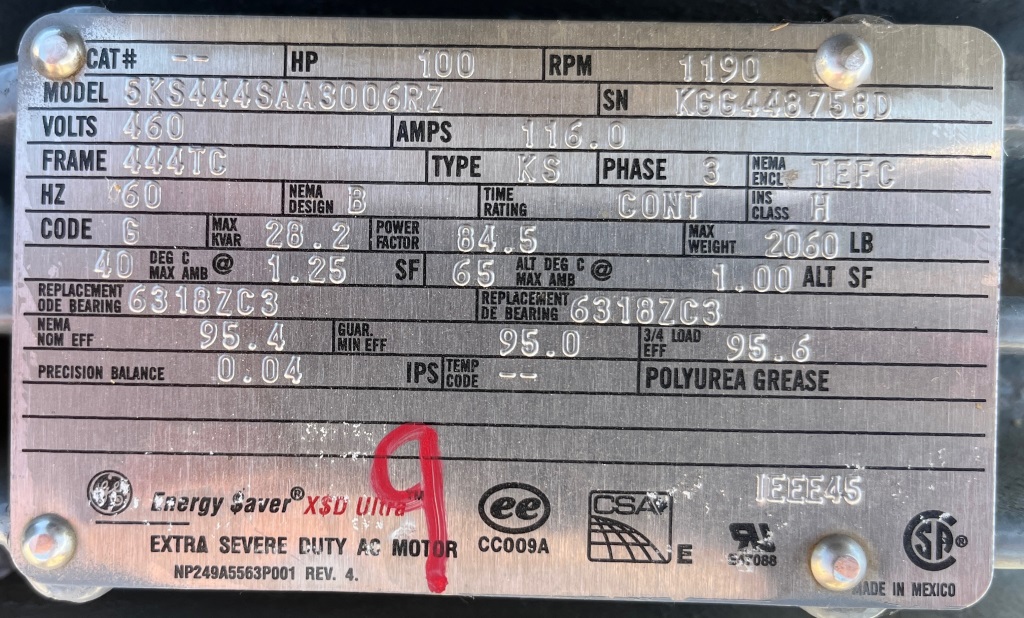 CAT# -- HP 100 RPM 1190
MODEL 5KS444SAA3006RZ SN KGG448758D
VOLTS 460 AMPS 116.0
FRAME 444TC TYPE KS PHASE 3 NEMA ENCL TEFC
HZ 60 NEMA DESIGN B TIME RATING CONT INS CLASS H
CODE G MAX KVAR 28.2 POWER FACTOR 84.5 MAX WEIGHT 2060 LB
40 DEG C MAX AMB @ 1.25 SF 65 ALT DEG C MAX AMB @ 1.00 ALT SF
REPLACEMENT ODE BEARING 6318ZC3 REPLACEMENT DE BEARING 6318ZC3
NEMA NOM EFF 95.4 GUAR. MIN EFF 95.0 3/4 LOAD EFF 95.6
PRECISION BALANCE 0.04 IPS TEMP CODE -- POLYUREA GREASE
9
IEEE45
GE Energy $aver® X$D Ultra™ ee CSA
EXTRA SEVERE DUTY AC MOTOR CC009A E
NP249A5563P001 REV. 4.
MADE IN MEXICO